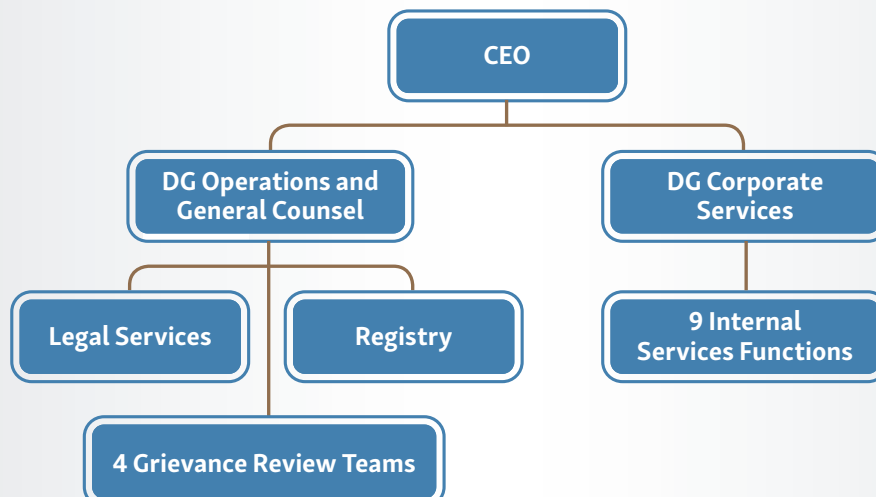 CEO
DG Operations and
General Counsel
DG Corporate
Services
Legal Services
Registry
9 Internal
Services Functions
4 Grievance Review Teams